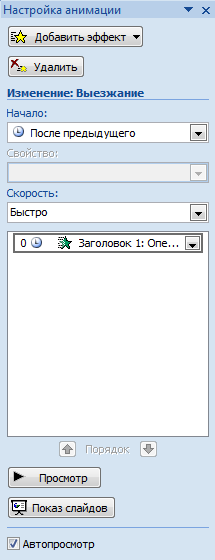 Настройка анимации
Добавить эффект
Удалить
Изменение: Выезжание
Начало:
После предыдущего
Свойство:
Скорость:
Быстро
0 Заголовок 1: Опе...
Порядок
Просмотр
Показ слайдов
Автопросмотр